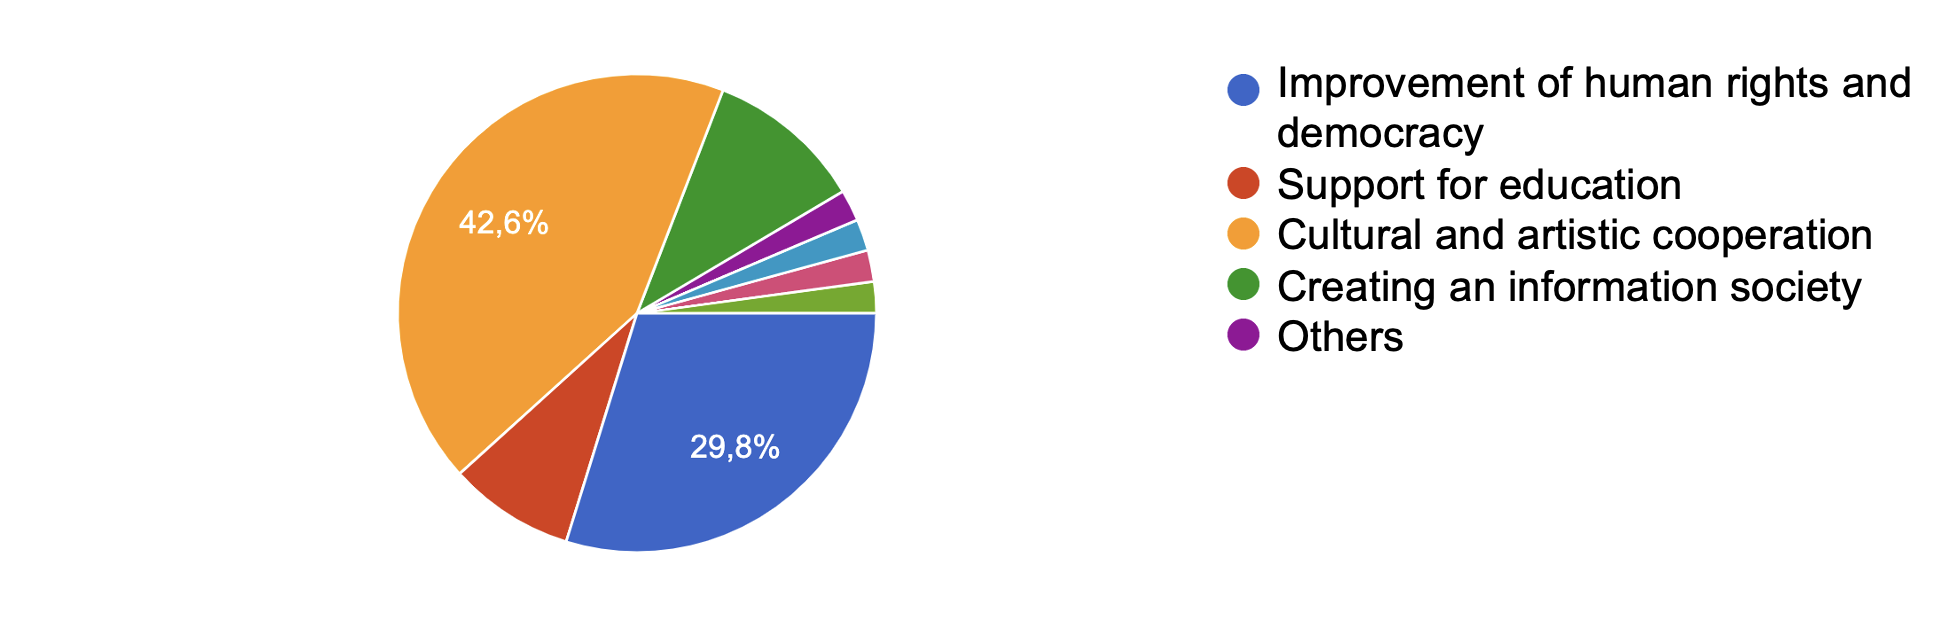 42,6%
29,8%
Improvement of human rights and
democracy
Support for education
Cultural and artistic cooperation
Creating an information society
Others